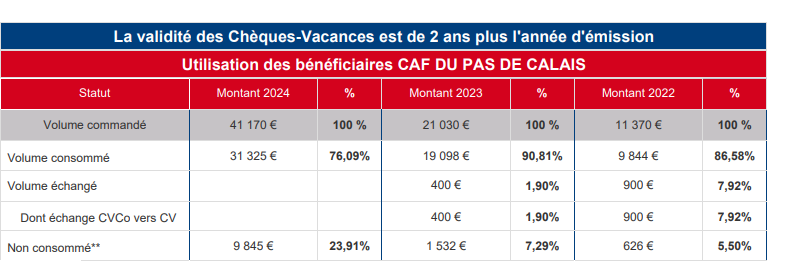 La validité des Chèques-Vacances est de 2 ans plus l'année d'émission
Utilisation des bénéficiaires CAF DU PAS DE CALAIS
Statut Montant 2024 % Montant 2023 % Montant 2022 %
Volume commandé 41 170 € 100 % 21 030 € 100 % 11 370 € 100 %
Volume consommé 31 325 € 76,09% 19 098 € 90,81% 9 844 € 86,58%
Volume échangé 400 € 1,90% 900 € 7,92%
Dont échange CVCo vers CV 400 € 1,90% 900 € 7,92%
Non consommé** 9 845 € 23,91% 1 532 € 7,29% 626 € 5,50%